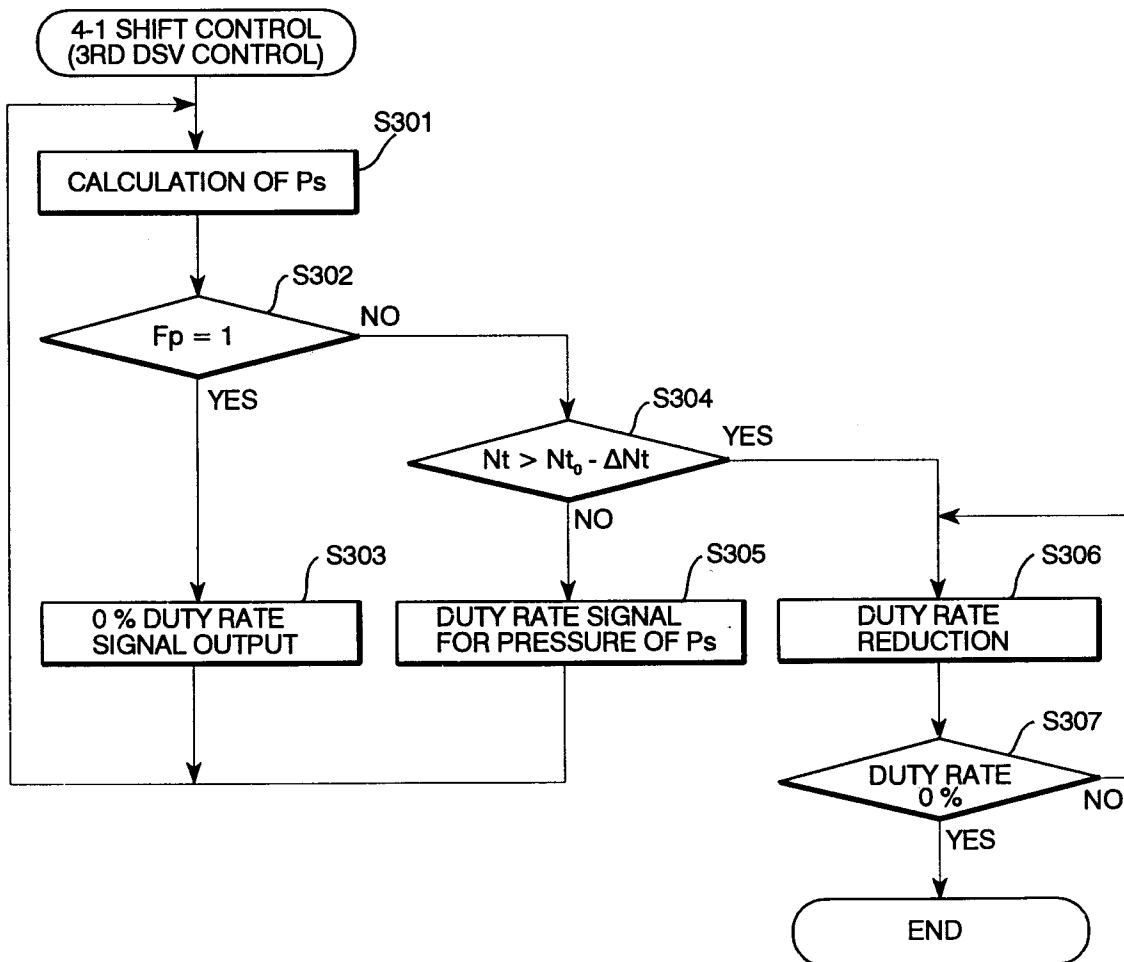 4-1 SHIFT CONTROL
(3RD DSV CONTROL)
S301
CALCULATION OF Ps
S302
Fp = 1
NO
YES
S304
Nt > Nt₀ - ΔNt
YES
NO
S303
0 % DUTY RATE
SIGNAL OUTPUT
S305
DUTY RATE SIGNAL
FOR PRESSURE OF Ps
S306
DUTY RATE
REDUCTION
S307
DUTY RATE
0 %
NO
YES
END